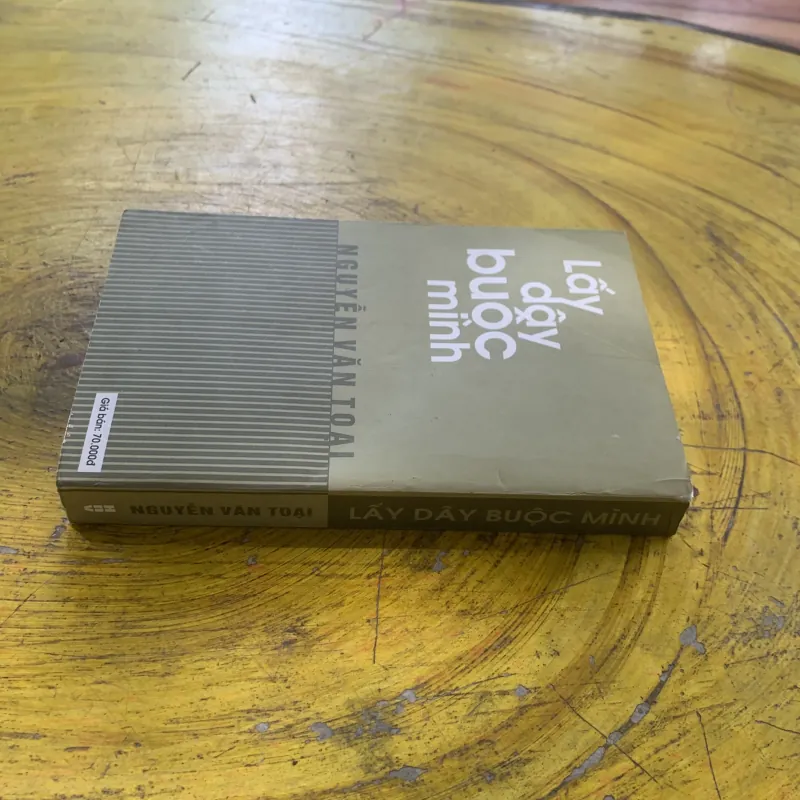 Lấy
dây
buộc
mình
NGUYỄN VĂN TOẠI
Giá bán: 70.000đ
NGUYỄN VĂN TOẠI
LẤY DÂY BUỘC MÌNH